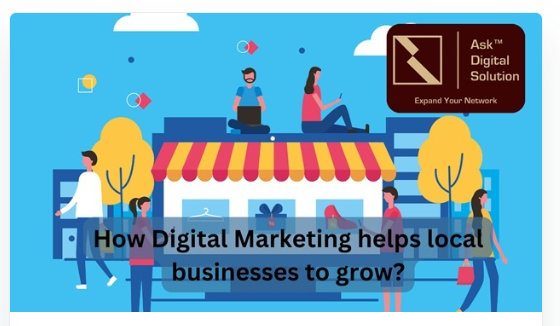 Ask™
Digital
Solution
Expand Your Network
How Digital Marketing helps local
businesses to grow?